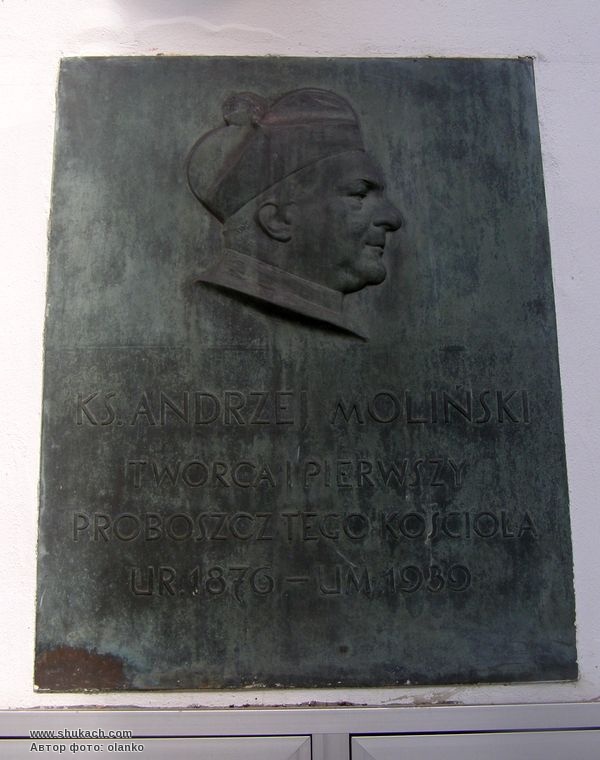 KS. ANDRZEJ MOLIŃSKI
TWÓRCA I PIERWSZY
PROBOSZCZ TEGO KOŚCIOŁA
UR. 1876 – UM. 1939
www.shukach.com
Автор фото: olanko